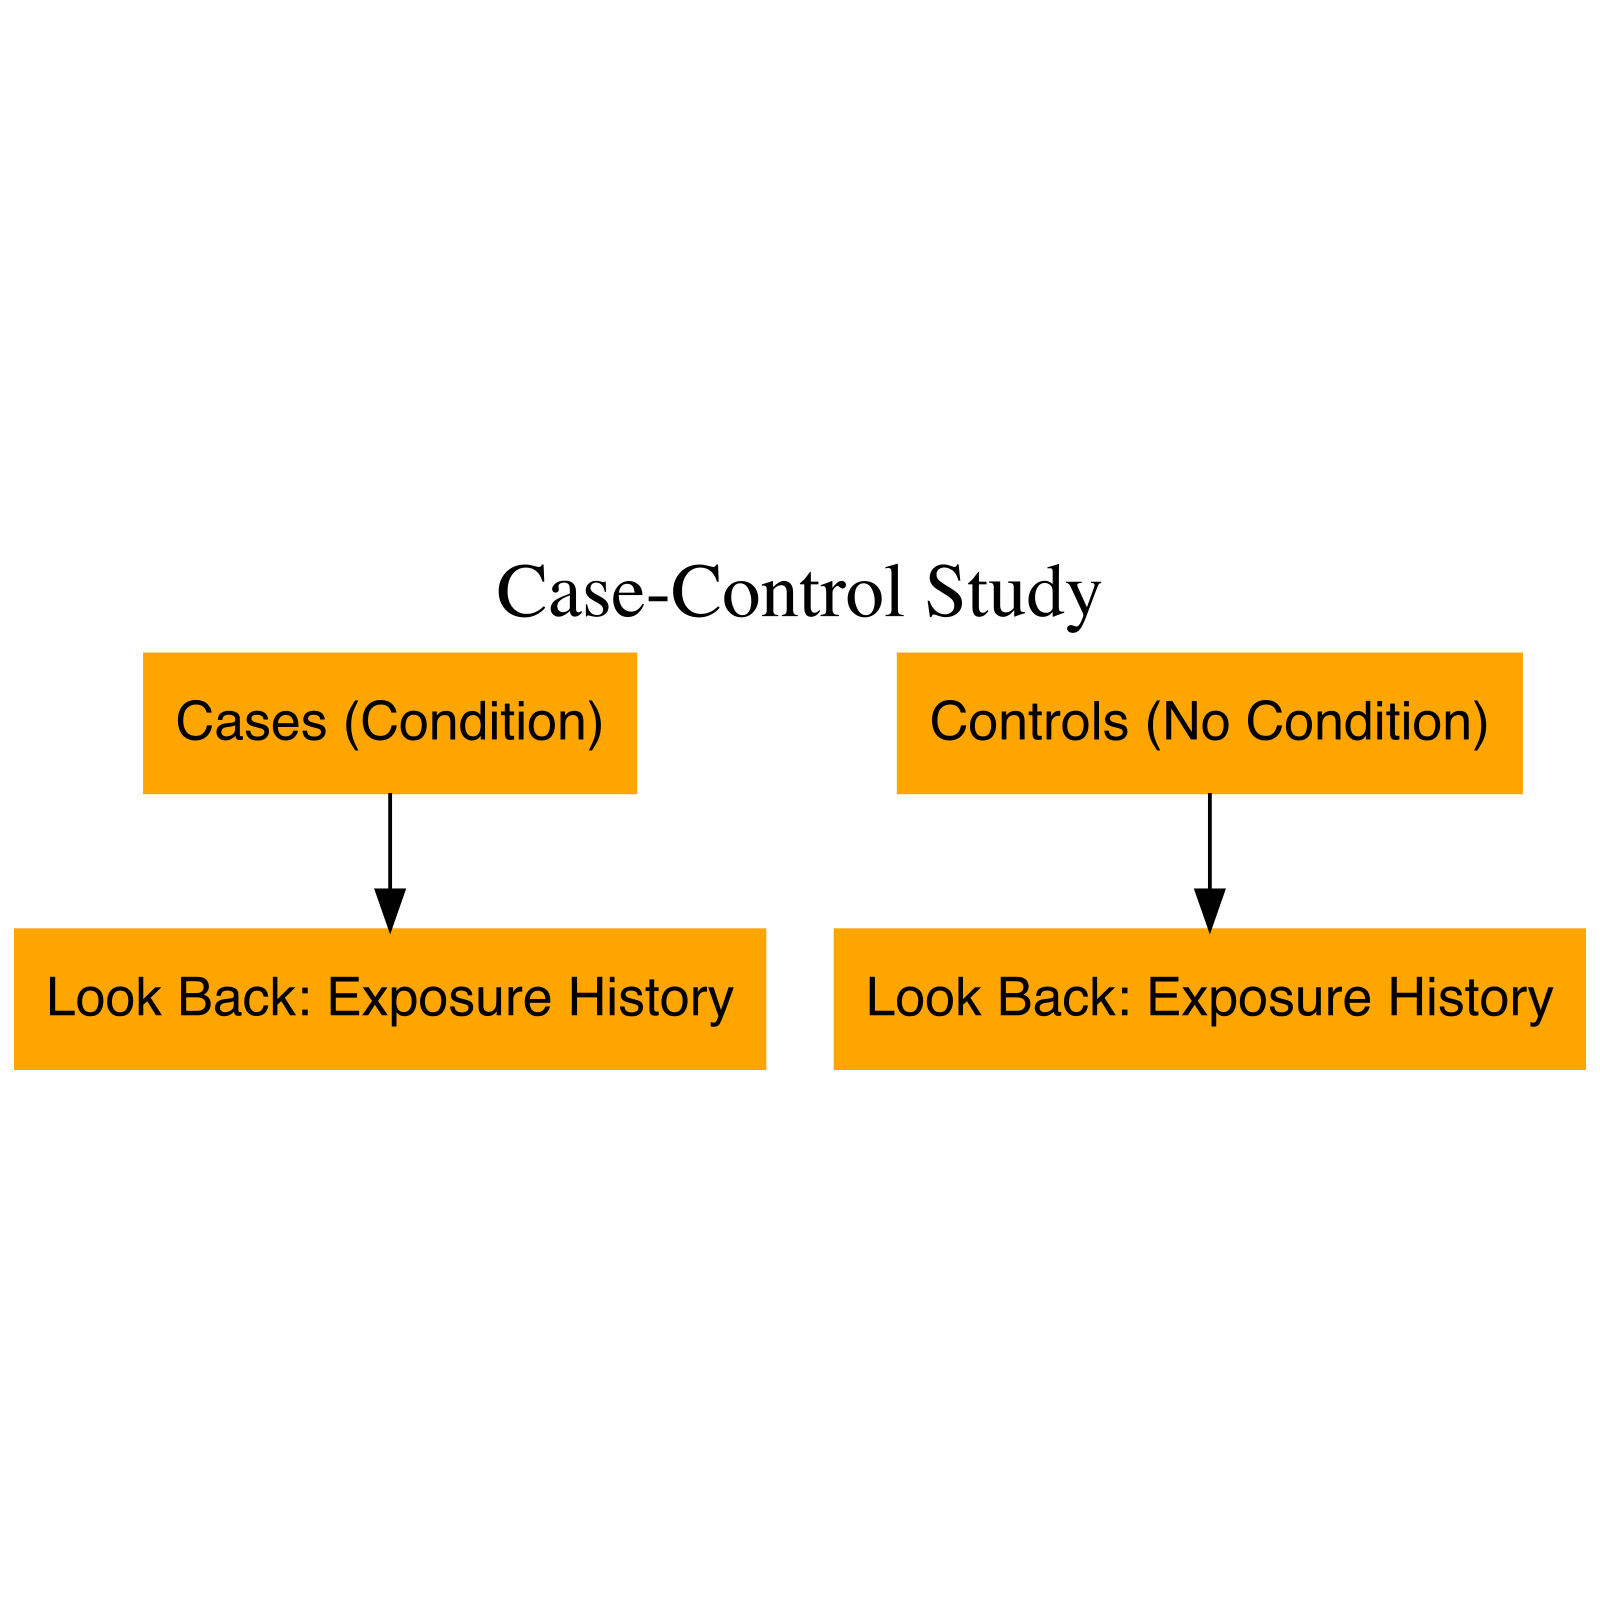 Case-Control Study
Cases (Condition)
Controls (No Condition)
Look Back: Exposure History
Look Back: Exposure History